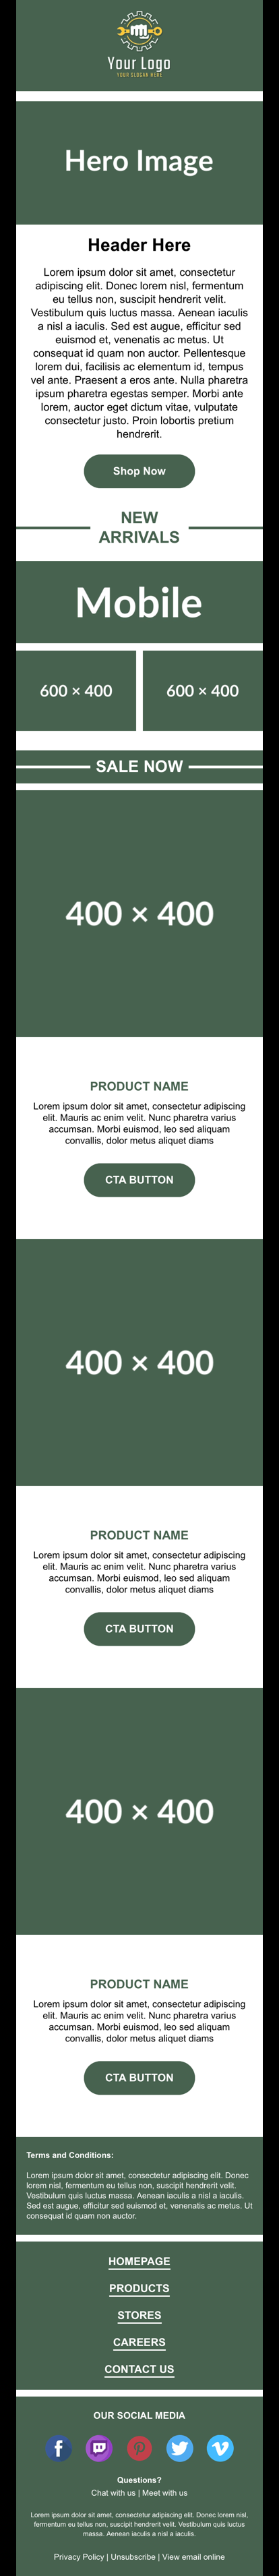 Your Logo
YOUR SLOGAN HERE
Hero Image
Header Here
Lorem ipsum dolor sit amet, consectetur
adipiscing elit. Donec lorem nisl, fermentum
eu tellus non, suscipit hendrerit velit.
Vestibulum quis luctus massa. Aenean iaculis
a nisl a iaculis. Sed est augue, efficitur sed
euismod et, venenatis ac metus. Ut
consequat id quam non auctor. Pellentesque
lorem dui, facilisis ac elementum id, tempus
vel ante. Praesent a eros ante. Nulla pharetra
ipsum pharetra egestas semper. Morbi ante
lorem, auctor eget dictum vitae, vulputate
consectetur justo. Proin lobortis pretium
hendrerit.
Shop Now
NEW
ARRIVALS
Mobile
600 × 400
600 × 400
SALE NOW
400 × 400
PRODUCT NAME
Lorem ipsum dolor sit amet, consectetur adipiscing
elit. Mauris ac enim velit. Nunc pharetra varius
accumsan. Morbi euismod, leo sed aliquam
convallis, dolor metus aliquet diams
CTA BUTTON
400 × 400
PRODUCT NAME
Lorem ipsum dolor sit amet, consectetur adipiscing
elit. Mauris ac enim velit. Nunc pharetra varius
accumsan. Morbi euismod, leo sed aliquam
convallis, dolor metus aliquet diams
CTA BUTTON
400 × 400
PRODUCT NAME
Lorem ipsum dolor sit amet, consectetur adipiscing
elit. Mauris ac enim velit. Nunc pharetra varius
accumsan. Morbi euismod, leo sed aliquam
convallis, dolor metus aliquet diams
CTA BUTTON
Terms and Conditions:
Lorem ipsum dolor sit amet, consectetur adipiscing elit. Donec
lorem nisl, fermentum eu tellus non, suscipit hendrerit velit.
Vestibulum quis luctus massa. Aenean iaculis a nisl a iaculis.
Sed est augue, efficitur sed euismod et, venenatis ac metus. Ut
consequat id quam non auctor.
HOMEPAGE
PRODUCTS
STORES
CAREERS
CONTACT US
OUR SOCIAL MEDIA
Questions?
Chat with us | Meet with us
Lorem ipsum dolor sit amet, consectetur adipiscing elit. Donec lorem nisl,
fermentum eu tellus non, suscipit hendrerit velit. Vestibulum quis luctus
massa. Aenean iaculis a nisl a iaculis.
Privacy Policy | Unsubscribe | View email online